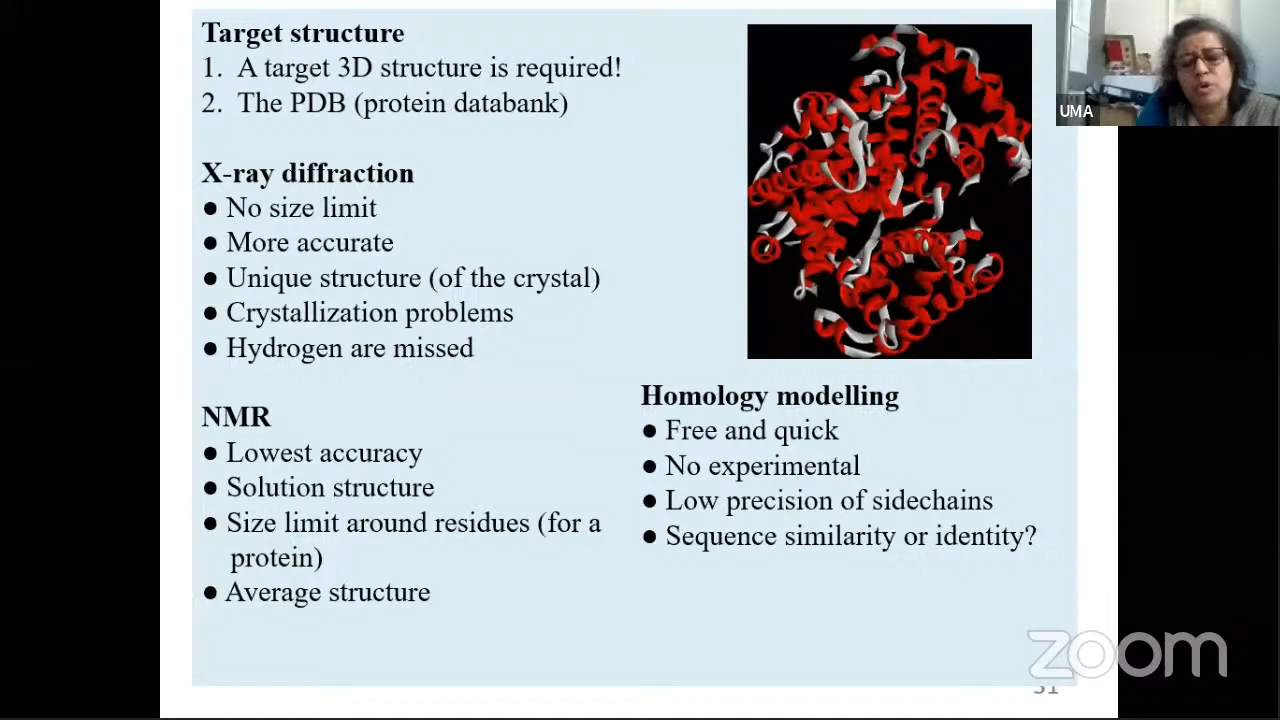 Target structure
1. A target 3D structure is required!
2. The PDB (protein databank)
X-ray diffraction
● No size limit
● More accurate
● Unique structure (of the crystal)
● Crystallization problems
● Hydrogen are missed
NMR
● Lowest accuracy
● Solution structure
● Size limit around residues (for a
protein)
● Average structure
Homology modelling
● Free and quick
● No experimental
● Low precision of sidechains
● Sequence similarity or identity?
UMA
zoom
31